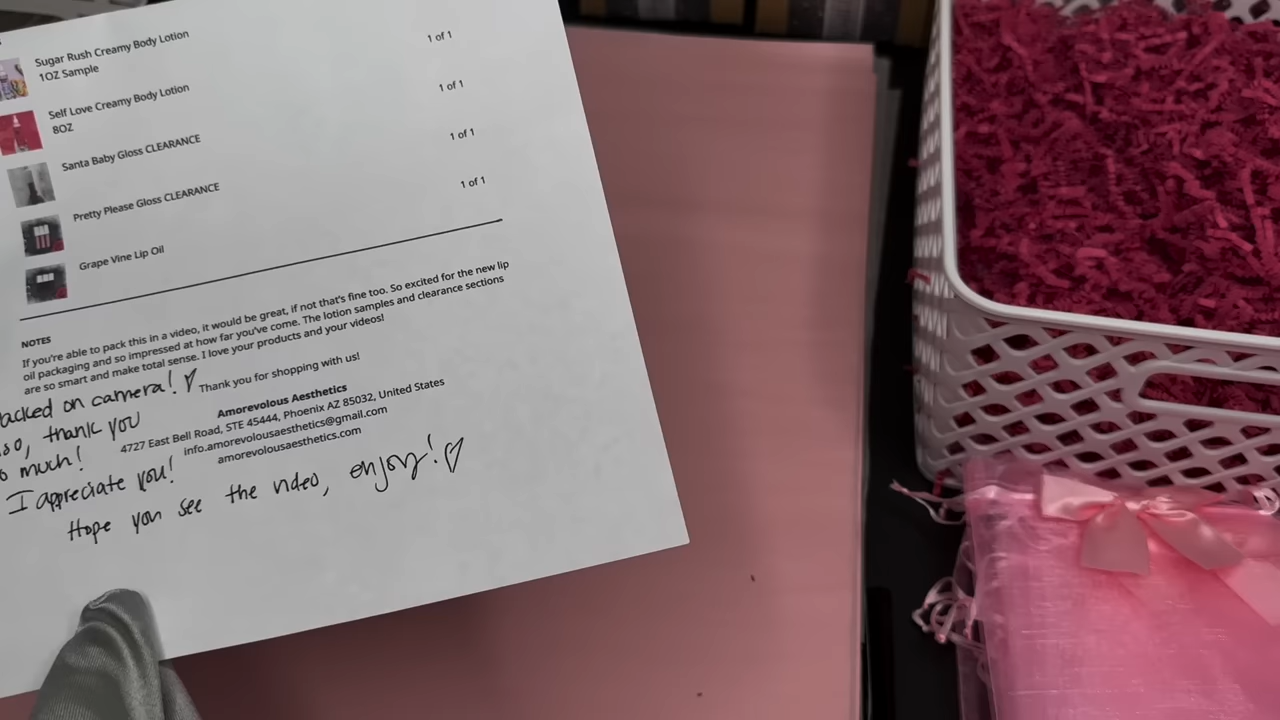 Sugar Rush Creamy Body Lotion
1OZ Sample
1 of 1
Self Love Creamy Body Lotion
8OZ
1 of 1
Santa Baby Gloss CLEARANCE
1 of 1
Pretty Please Gloss CLEARANCE
1 of 1
Grape Vine Lip Oil
NOTES
If you're able to pack this in a video, it would be great, if not that's fine too. So excited for the new lip
oil packaging and so impressed at how far you've come. The lotion samples and clearance sections
are so smart and make total sense. I love your products and your videos!
on camera! ♡
Thank you for shopping with us!
thank you
much!
I appreciate you!
Amorevolous Aesthetics
4727 East Bell Road, STE 45444, Phoenix AZ 85032, United States
info.amorevolousaesthetics@gmail.com
amorevolousaesthetics.com
Hope you see the video, enjoy! ♡